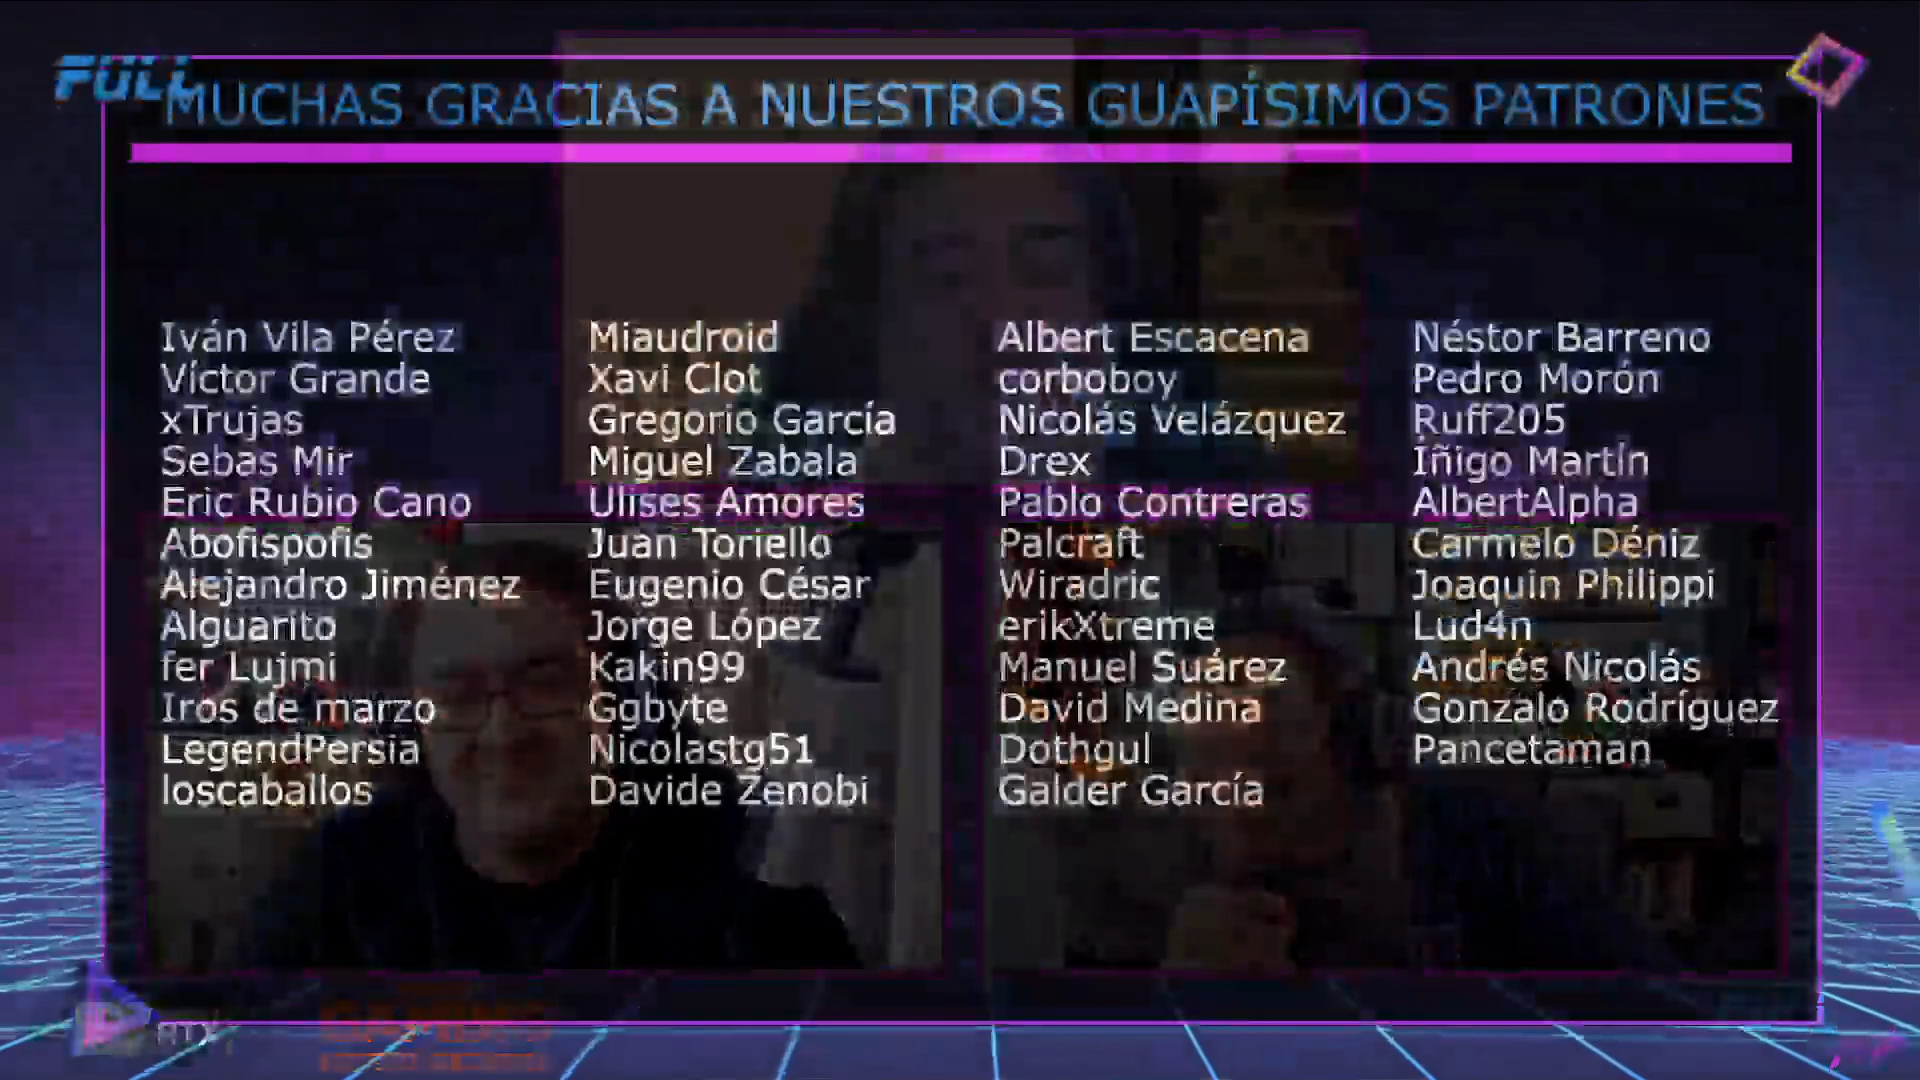 FULL
MUCHAS GRACIAS A NUESTROS GUAPÍSIMOS PATRONES
Iván Vila Pérez
Víctor Grande
xTrujas
Sebas Mir
Eric Rubio Cano
Abofispofis
Alejandro Jiménez
Alguarito
fer Lujmi
Iros de marzo
LegendPersia
loscaballos
Miaudroid
Xavi Clot
Gregorio García
Miguel Zabala
Ulises Amores
Juan Toriello
Eugenio César
Jorge López
Kakin99
Ggbyte
Nicolastg51
Davide Zenobi
Albert Escacena
corboboy
Nicolás Velázquez
Drex
Pablo Contreras
Palcraft
Wiradric
erikXtreme
Manuel Suárez
David Medina
Dothgul
Galder García
Néstor Barreno
Pedro Morón
Ruff205
Íñigo Martín
AlbertAlpha
Carmelo Déniz
Joaquin Philippi
Lud4n
Andrés Nicolás
Gonzalo Rodríguez
Pancetaman